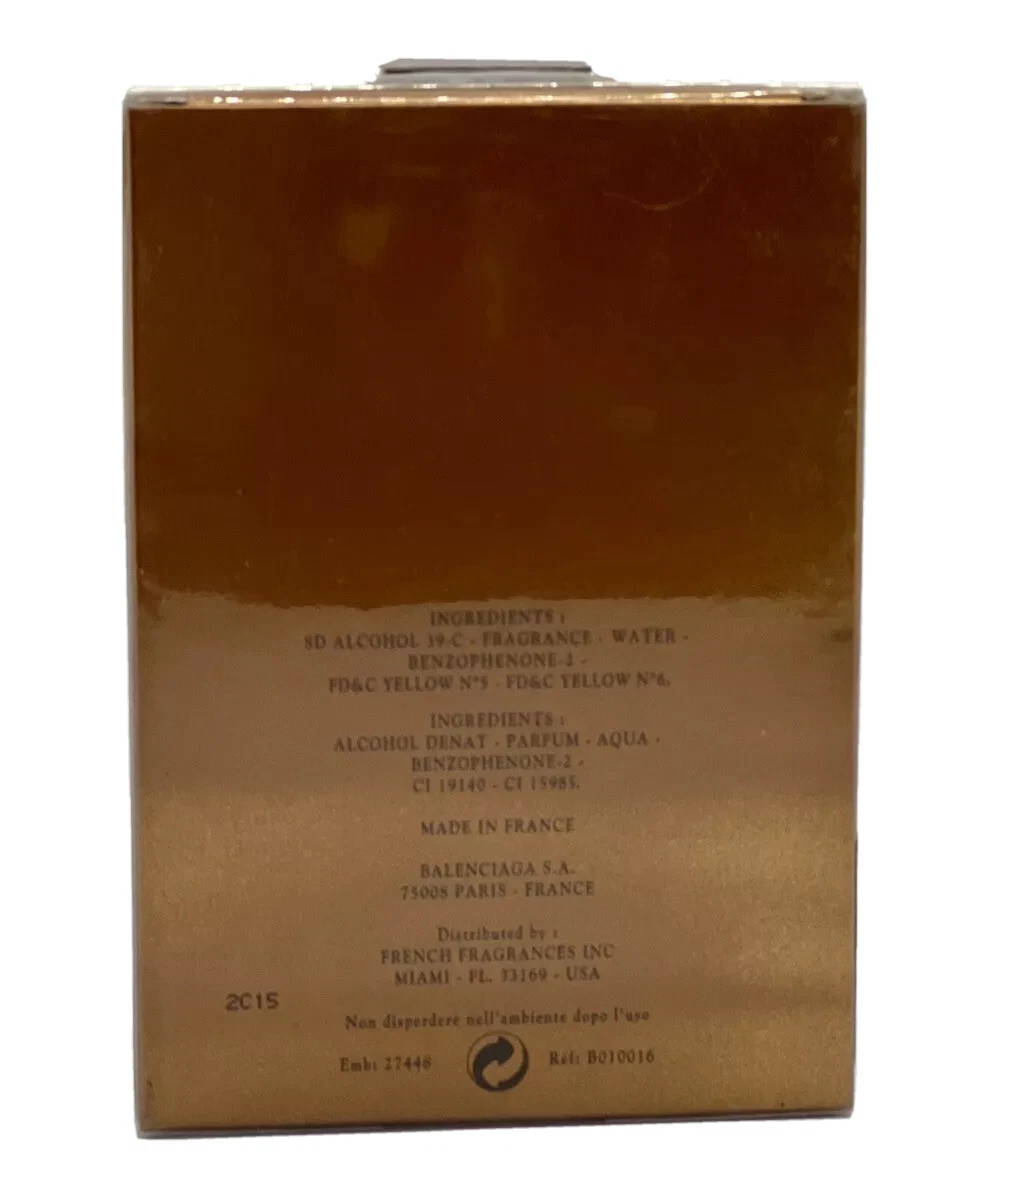 INGREDIENTS :
SD ALCOHOL 39-C - FRAGRANCE - WATER -
BENZOPHENONE-2 -
FD&C YELLOW N°5 - FD&C YELLOW N°6.
INGREDIENTS :
ALCOHOL DENAT - PARFUM - AQUA -
BENZOPHENONE-2 -
CI 19140 - CI 15985.
MADE IN FRANCE
BALENCIAGA S.A.
75008 PARIS - FRANCE
Distributed by :
FRENCH FRAGRANCES INC
MIAMI - FL. 33169 - USA
2C15
Non disperdere nell'ambiente dopo l'uso
Emb: 27448 Réf: B010016